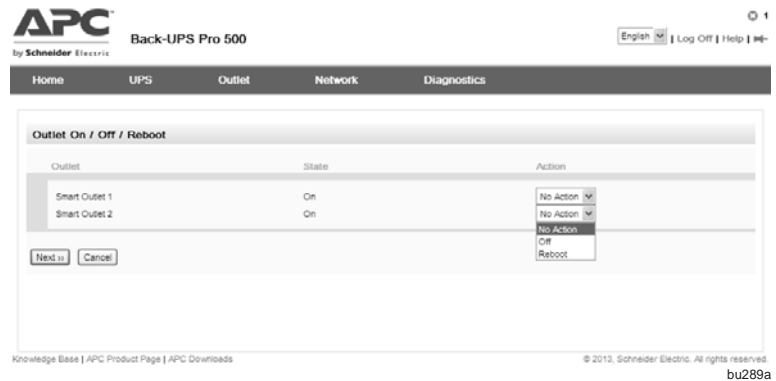 APC
by Schneider Electric
Back-UPS Pro 500
1
English | Log Off | Help |
Home UPS Outlet Network Diagnostics
Outlet On / Off / Reboot
Outlet State Action
Smart Outlet 1 On No Action
Smart Outlet 2 On No Action
No Action
Off
Reboot
Next >> Cancel
Knowledge Base | APC Product Page | APC Downloads
© 2013, Schneider Electric. All rights reserved.
bu289a